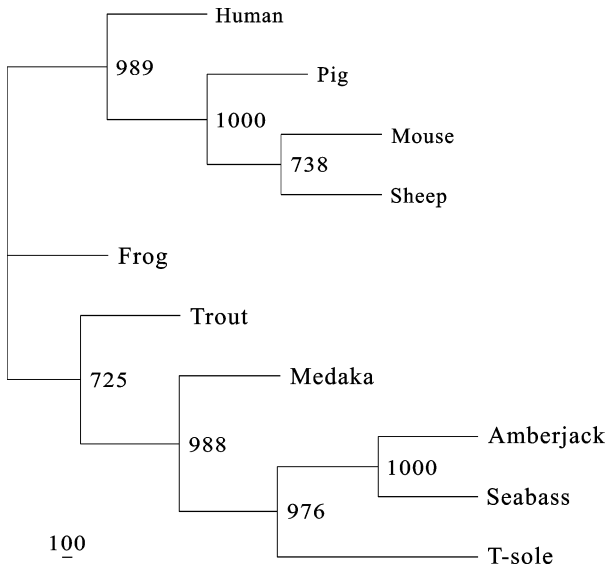 Human
989
Pig
1000
Mouse
738
Sheep
Frog
Trout
725
Medaka
988
Amberjack
1000
Seabass
976
100
T-sole